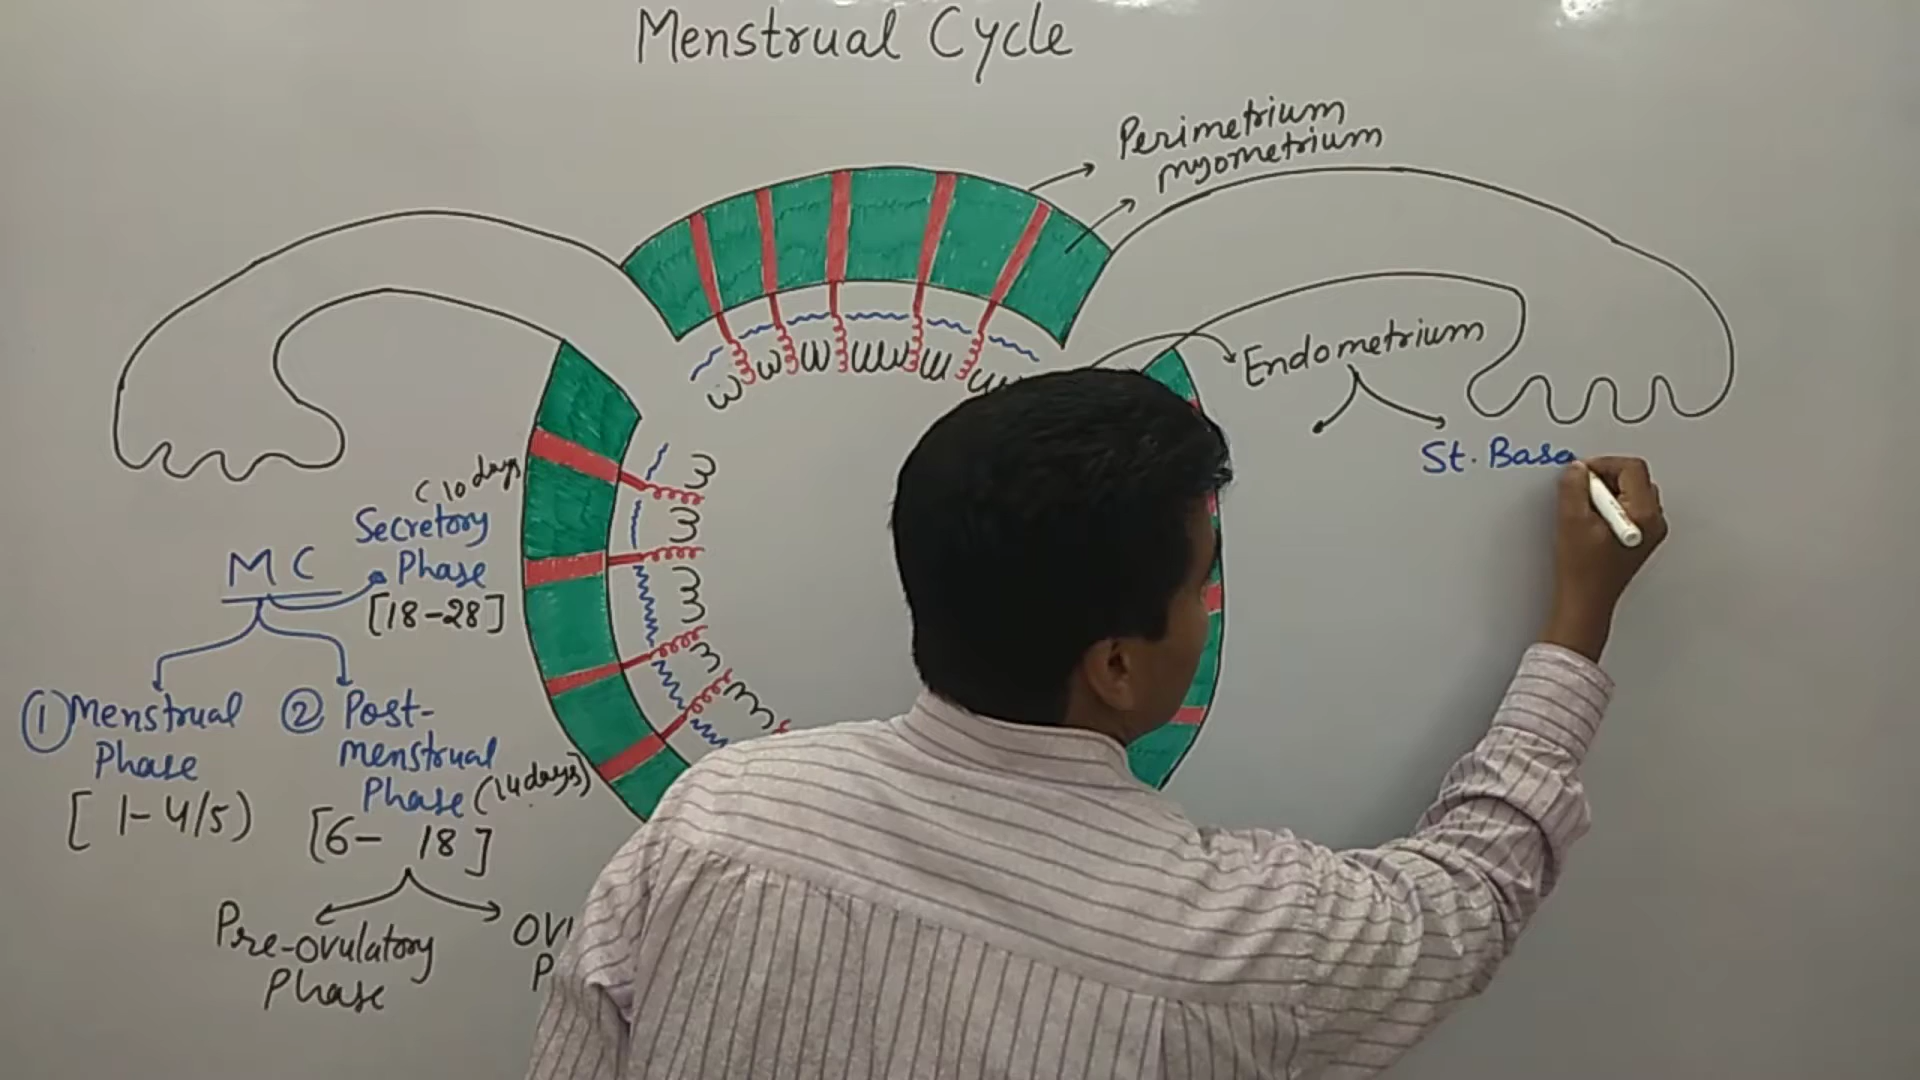 Menstrual Cycle
Perimetrium
myometrium
Endometrium
St. Basa
(10 days
Secretory
Phase
[18-28]
MC
① Menstrual
Phase
[ 1-4/5)
② Post-
menstrual
Phase (14 days)
[6- 18]
Pre-ovulatory
Phase